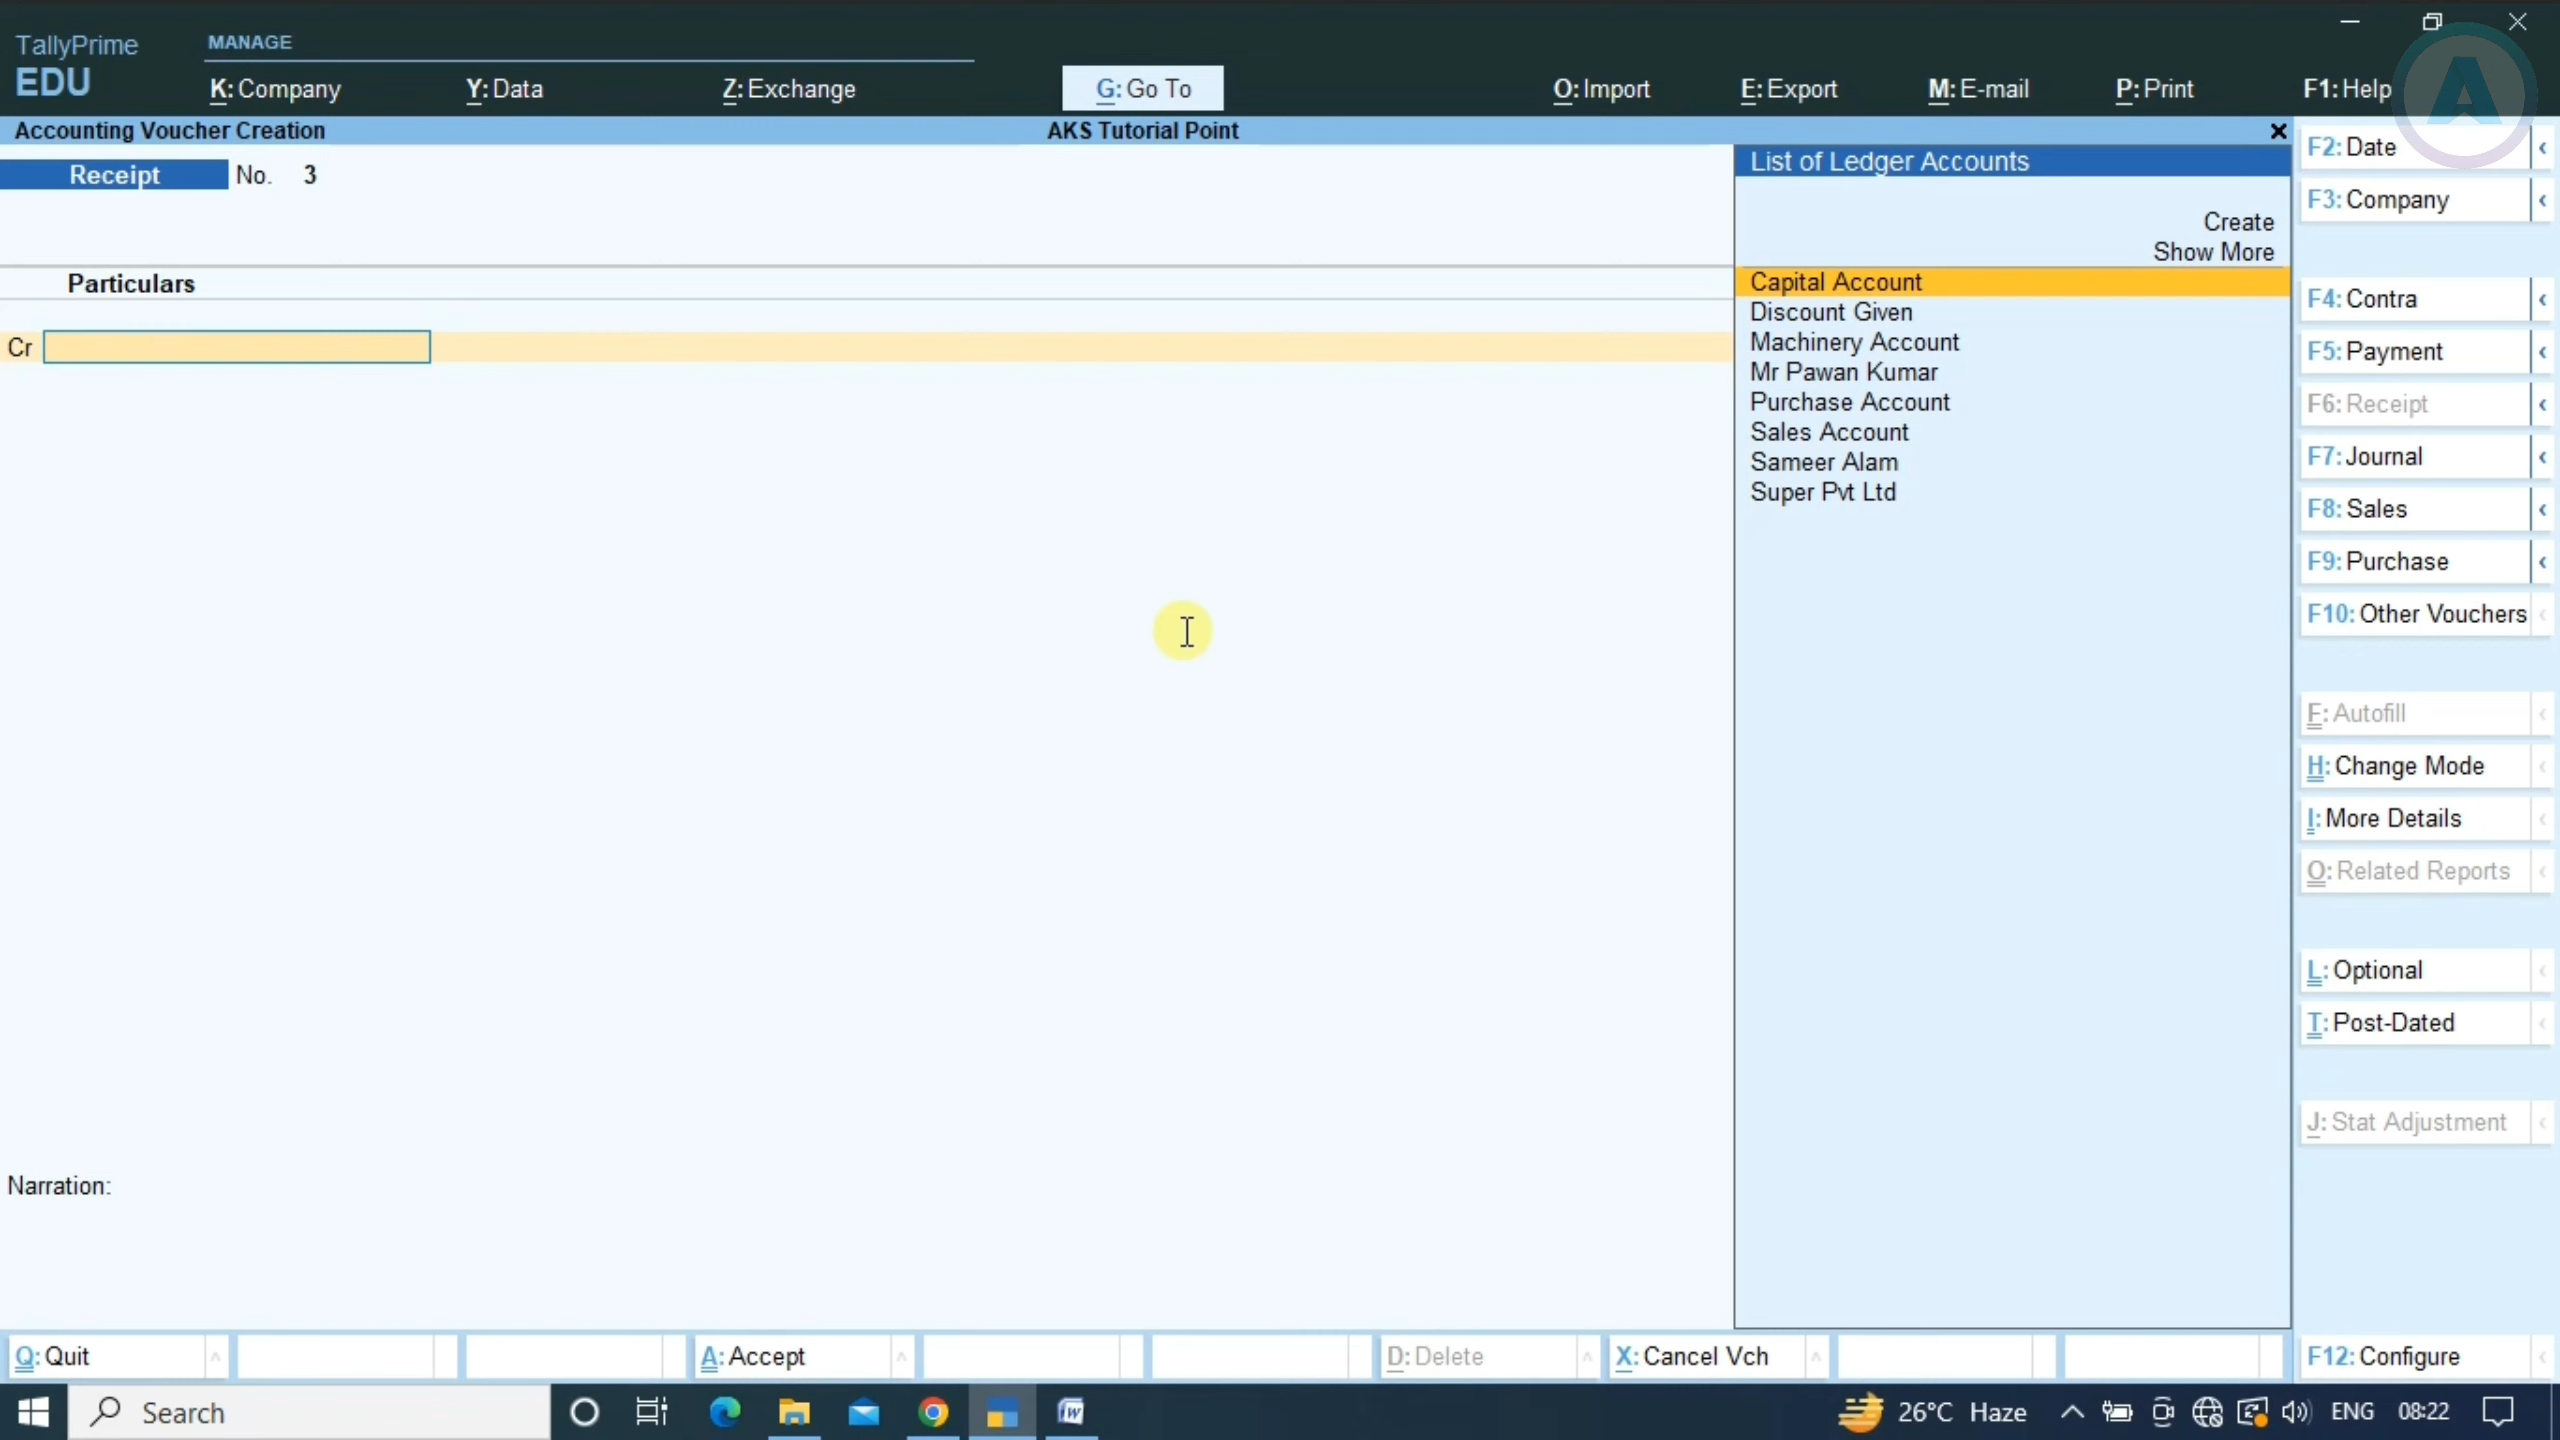 TallyPrime
EDU
MANAGE
K: Company
Y: Data
Z: Exchange
G: Go To
O: Import
E: Export
M: E-mail
P: Print
F1: Help
Accounting Voucher Creation
AKS Tutorial Point
Receipt No. 3
Particulars
Cr
Narration:
List of Ledger Accounts
Create
Show More
Capital Account
Discount Given
Machinery Account
Mr Pawan Kumar
Purchase Account
Sales Account
Sameer Alam
Super Pvt Ltd
F2: Date
F3: Company
F4: Contra
F5: Payment
F6: Receipt
F7: Journal
F8: Sales
F9: Purchase
F10: Other Vouchers
F: Autofill
H: Change Mode
I: More Details
O: Related Reports
L: Optional
T: Post-Dated
J: Stat Adjustment
F12: Configure
Q: Quit
A: Accept
D: Delete
X: Cancel Vch
Search
26°C Haze
ENG
08:22